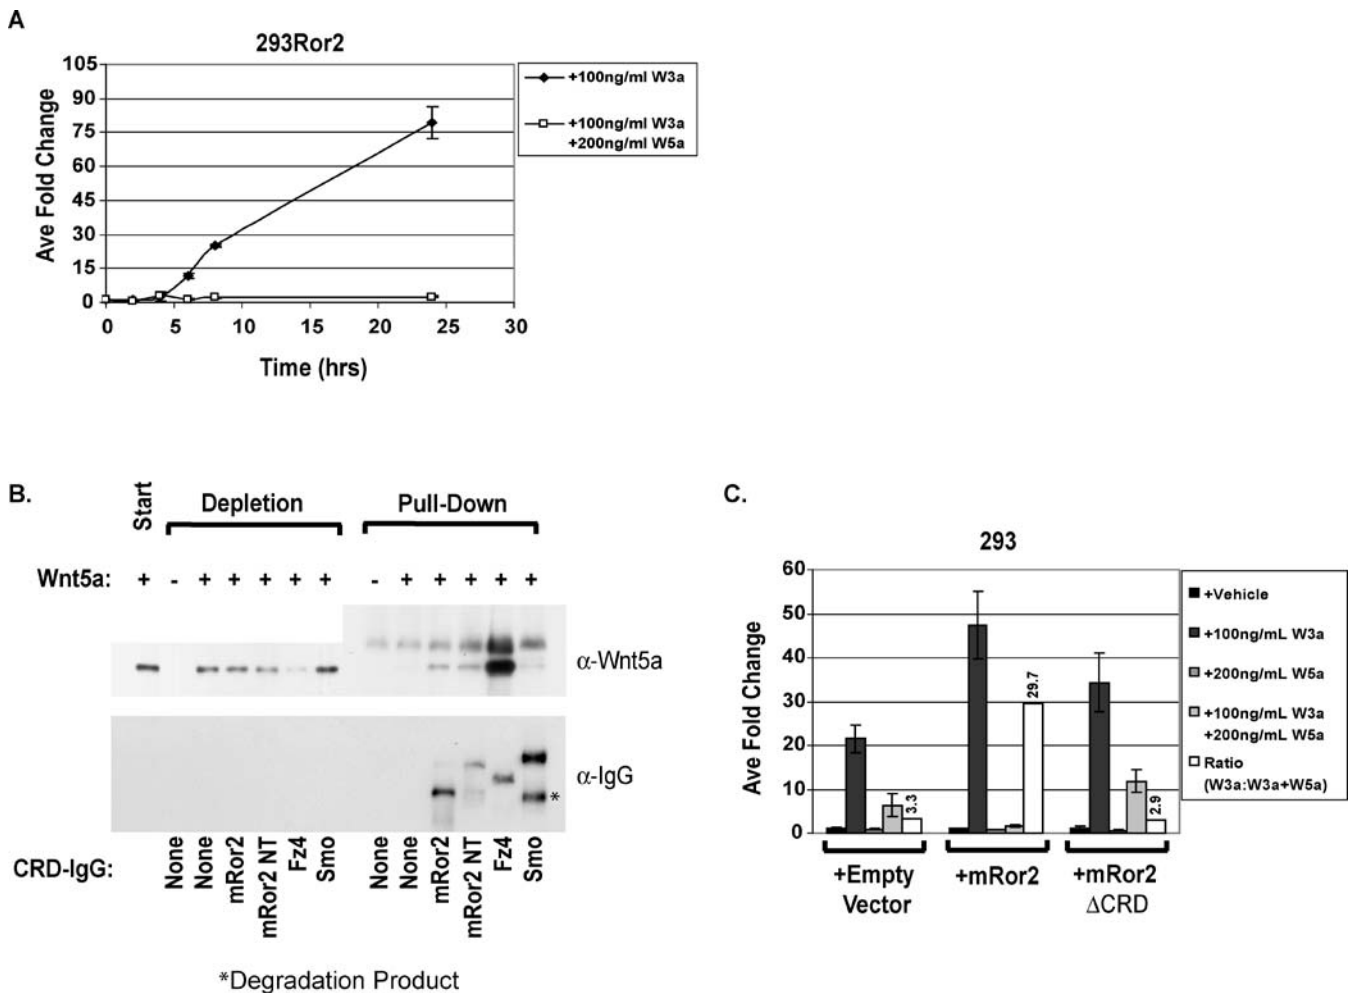 A
293Ror2
Ave Fold Change
105
90
75
60
45
30
15
0
0 5 10 15 20 25 30
Time (hrs)
+100ng/ml W3a
+100ng/ml W3a
+200ng/ml W5a
B.
Start
Depletion
Pull-Down
Wnt5a: + - + + + + + - + + + + +
α-Wnt5a
α-IgG
*
CRD-IgG:
None
None
mRor2
mRor2 NT
Fz4
Smo
None
None
mRor2
mRor2 NT
Fz4
Smo
*Degradation Product
C.
293
Ave Fold Change
60
50
40
30
20
10
0
3.3
29.7
2.9
+Empty
Vector
+mRor2
+mRor2
ΔCRD
+Vehicle
+100ng/mL W3a
+200ng/mL W5a
+100ng/mL W3a
+200ng/mL W5a
Ratio
(W3a:W3a+W5a)